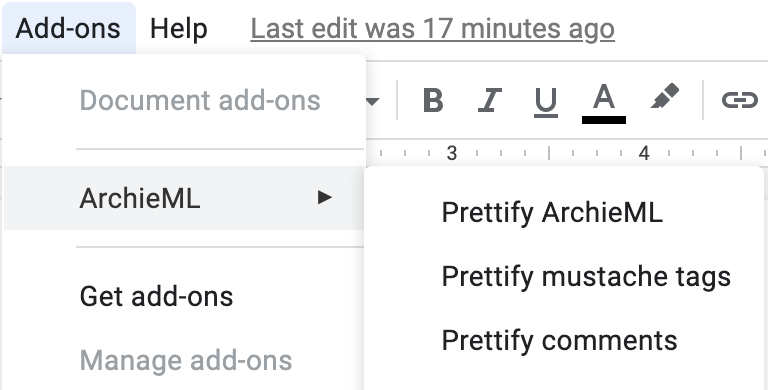 Add-ons Help Last edit was 17 minutes ago
Document add-ons
B I U A
3 4
ArchieML
Prettify ArchieML
Prettify mustache tags
Get add-ons
Prettify comments
Manage add-ons